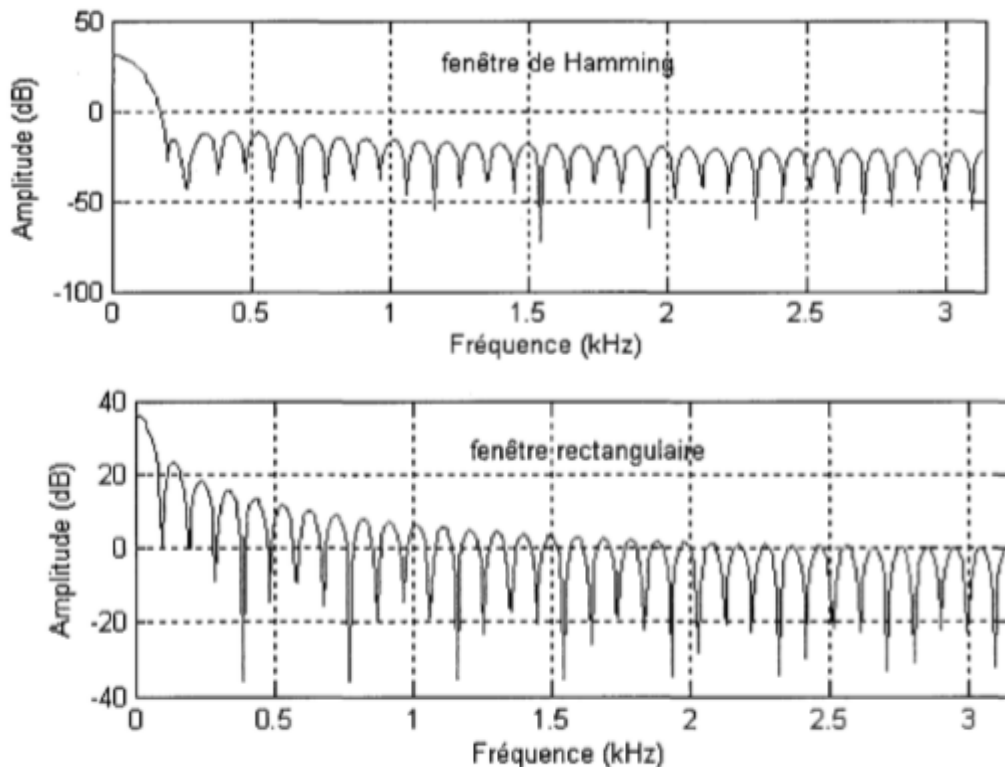 50
fenêtre de Hamming
0
-50
-100
Amplitude (dB)
0 0.5 1 1.5 2 2.5 3
Fréquence (kHz)
40
fenêtre rectangulaire
20
0
-20
-40
Amplitude (dB)
0 0.5 1 1.5 2 2.5 3
Fréquence (kHz)